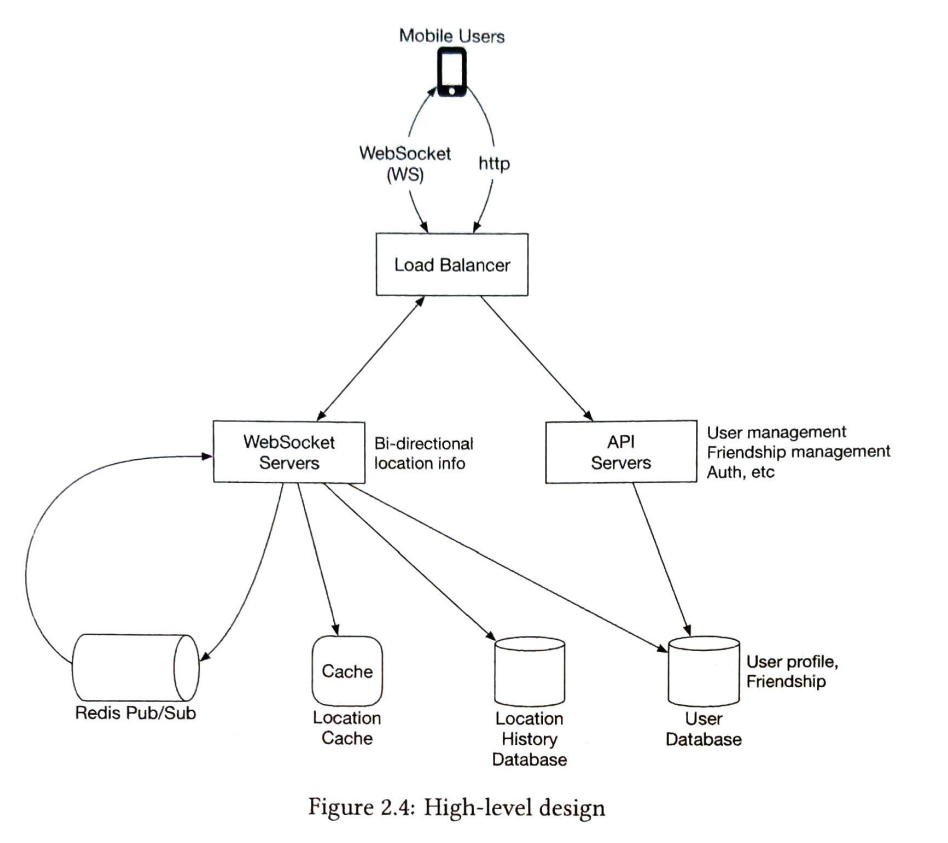 Mobile Users
WebSocket
(WS)
http
Load Balancer
WebSocket
Servers
Bi-directional
location info
API
Servers
User management
Friendship management
Auth, etc
Redis Pub/Sub
Cache
Location
Cache
Location
History
Database
User
Database
User profile,
Friendship
Figure 2.4: High-level design